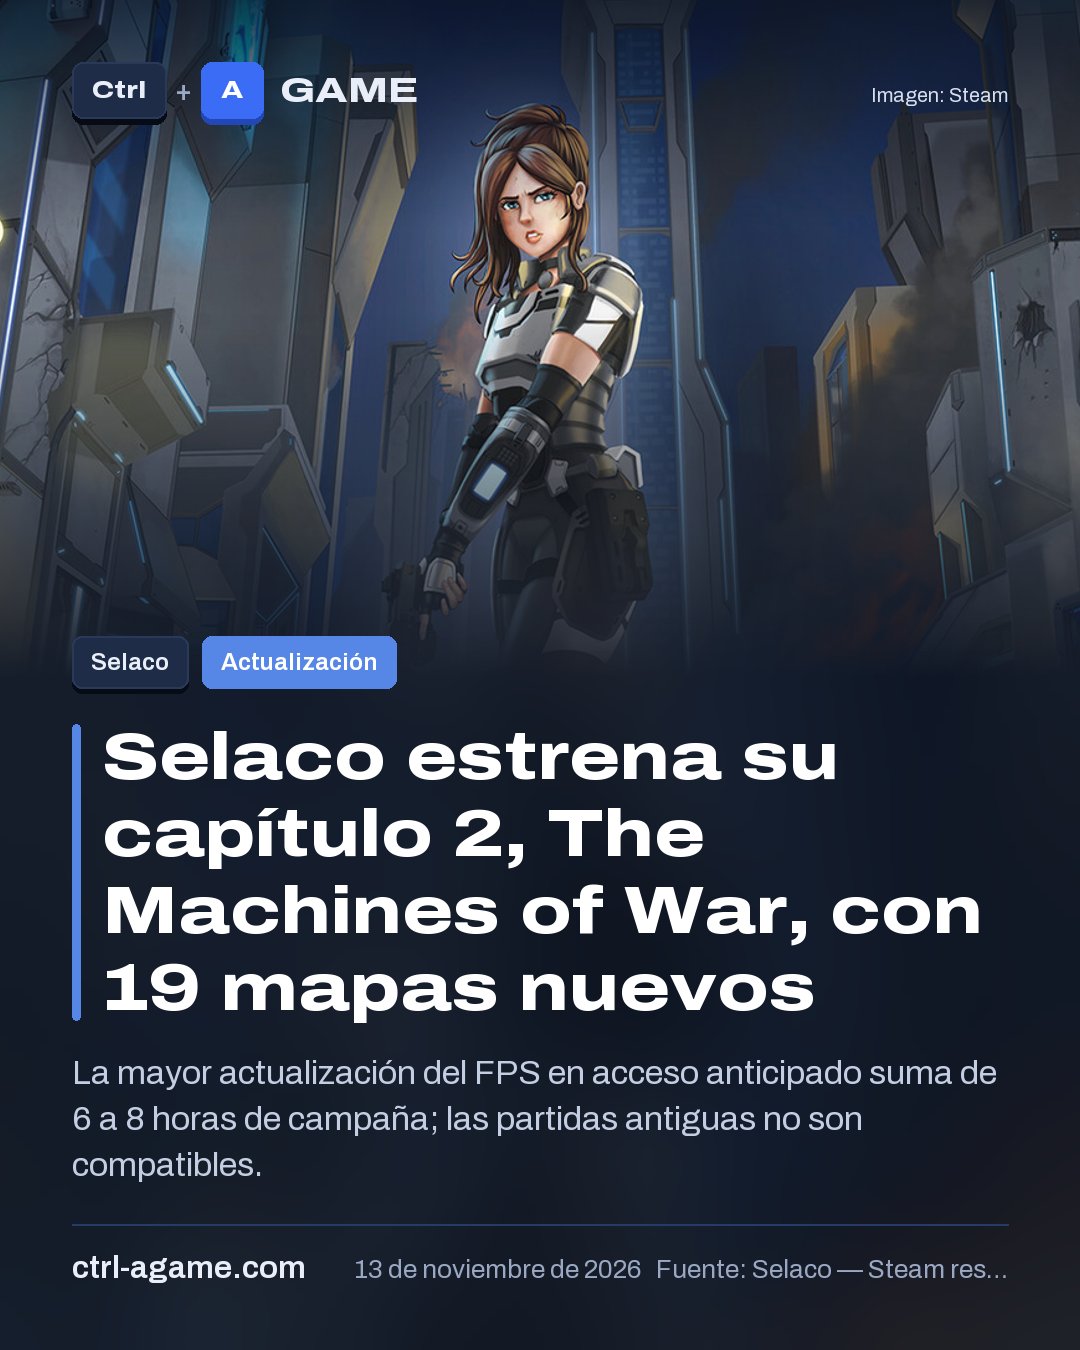 Ctrl + A GAME
Imagen: Steam
Selaco Actualización
Selaco estrena su
capítulo 2, The
Machines of War, con
19 mapas nuevos
La mayor actualización del FPS en acceso anticipado suma de
6 a 8 horas de campaña; las partidas antiguas no son
compatibles.
ctrl-agame.com 13 de noviembre de 2026 Fuente: Selaco — Steam res...